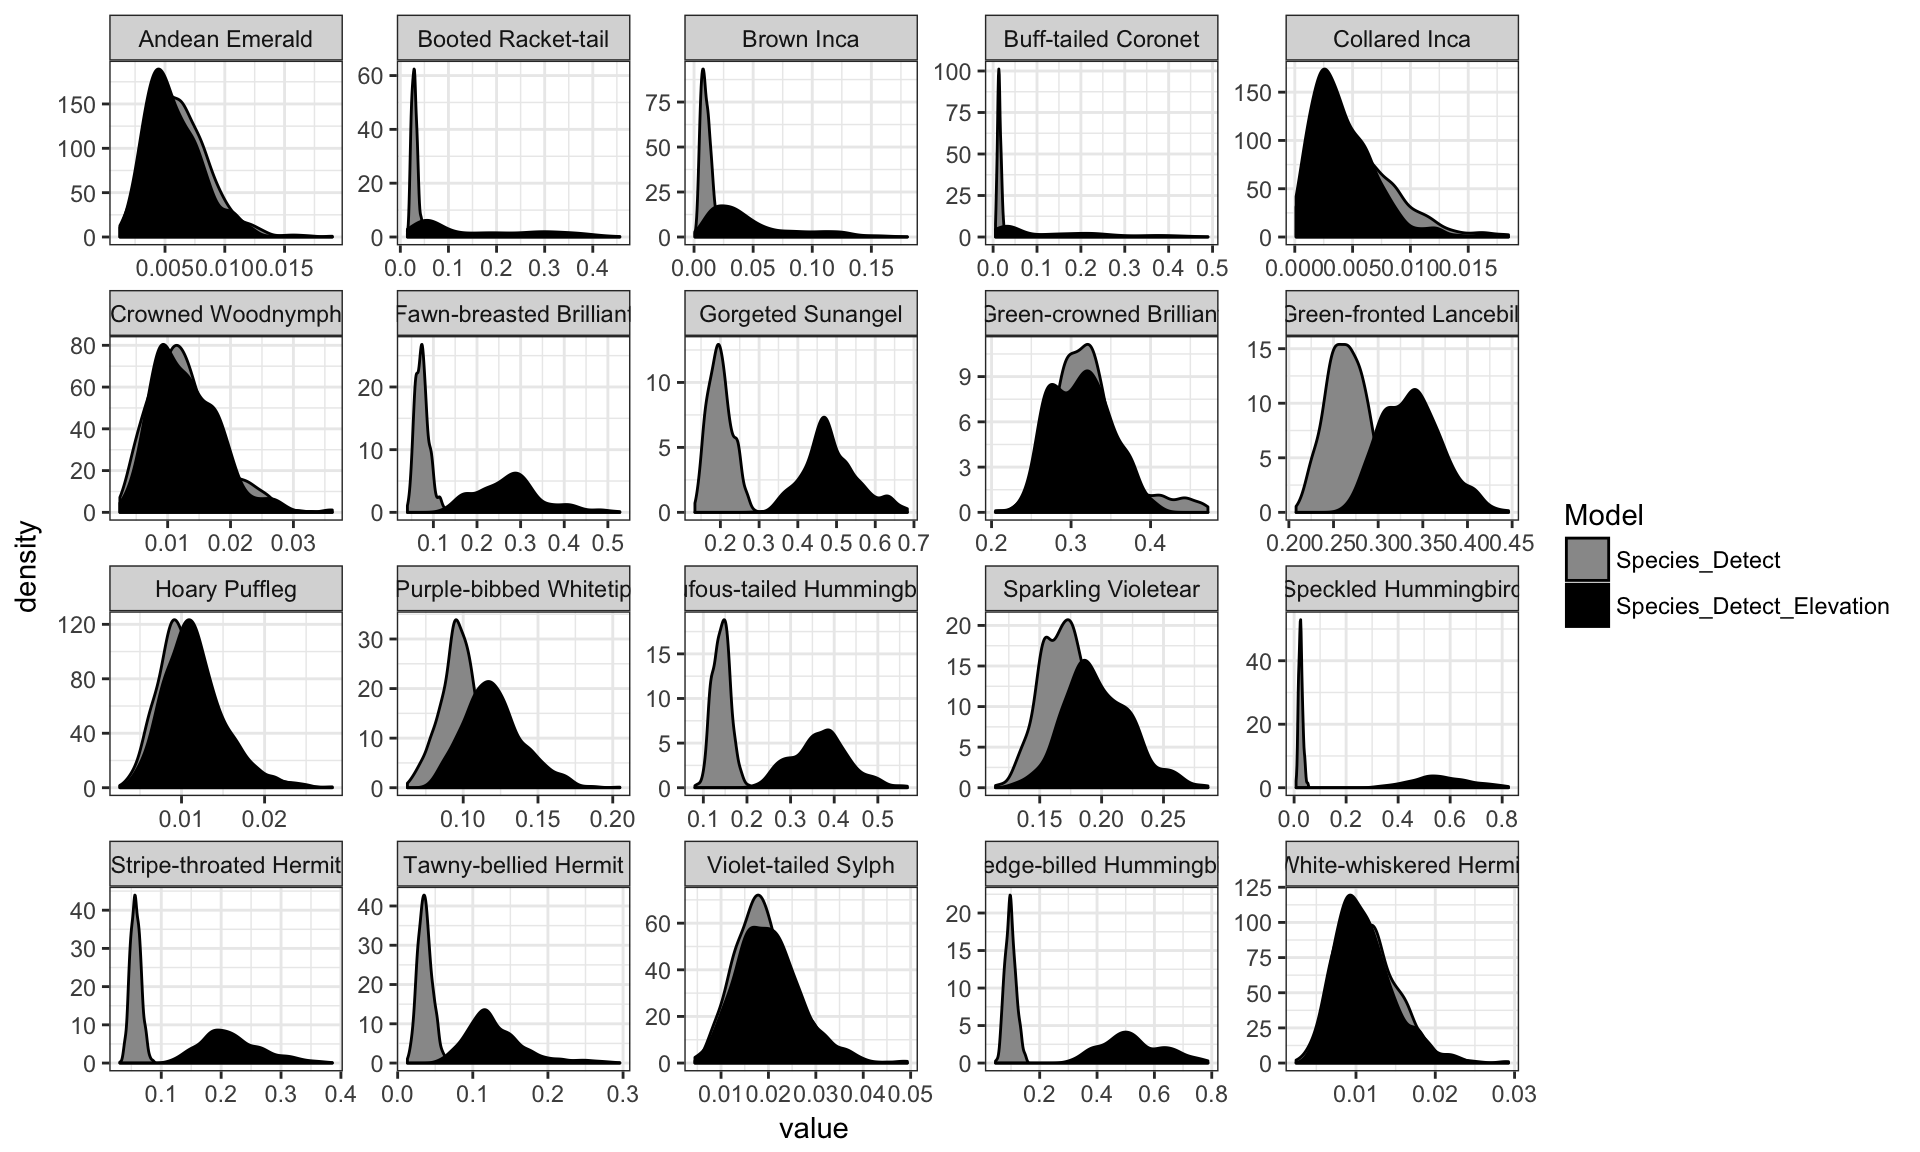 Andean Emerald
Booted Racket-tail
Brown Inca
Buff-tailed Coronet
Collared Inca
150
100
50
0
60
40
20
0
75
50
25
0
100
75
50
25
0
150
100
50
0
0.005 0.010 0.015
0.0 0.1 0.2 0.3 0.4
0.00 0.05 0.10 0.15
0.0 0.1 0.2 0.3 0.4 0.5
0.000 0.005 0.010 0.015
Crowned Woodnymph
Fawn-breasted Brilliant
Gorgeted Sunangel
Green-crowned Brillian
Green-fronted Lancebil
80
60
40
20
0
20
10
0
10
5
0
9
6
3
0
15
10
5
0
0.01 0.02 0.03
0.1 0.2 0.3 0.4 0.5
0.2 0.3 0.4 0.5 0.6 0.7
0.2 0.3 0.4
0.20 0.25 0.30 0.35 0.40 0.45
Hoary Puffleg
Purple-bibbed Whitetip
ufous-tailed Hummingb
Sparkling Violetear
Speckled Hummingbird
120
80
40
0
30
20
10
0
15
10
5
0
20
15
10
5
0
40
20
0
0.01 0.02
0.10 0.15 0.20
0.1 0.2 0.3 0.4 0.5
0.15 0.20 0.25
0.0 0.2 0.4 0.6 0.8
Stripe-throated Hermit
Tawny-bellied Hermit
Violet-tailed Sylph
edge-billed Hummingb
White-whiskered Hermi
40
30
20
10
0
40
30
20
10
0
60
40
20
0
20
15
10
5
0
125
100
75
50
25
0
0.1 0.2 0.3 0.4
0.0 0.1 0.2 0.3
0.01 0.02 0.03 0.04 0.05
0.2 0.4 0.6 0.8
0.01 0.02 0.03
density
value
Model
Species_Detect
Species_Detect_Elevation